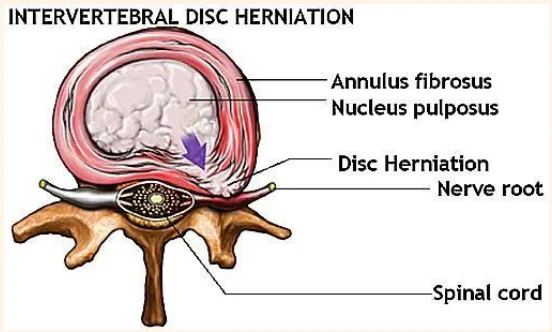 INTERVERTEBRAL DISC HERNIATION
Annulus fibrosus
Nucleus pulposus
Disc Herniation
Nerve root
Spinal cord